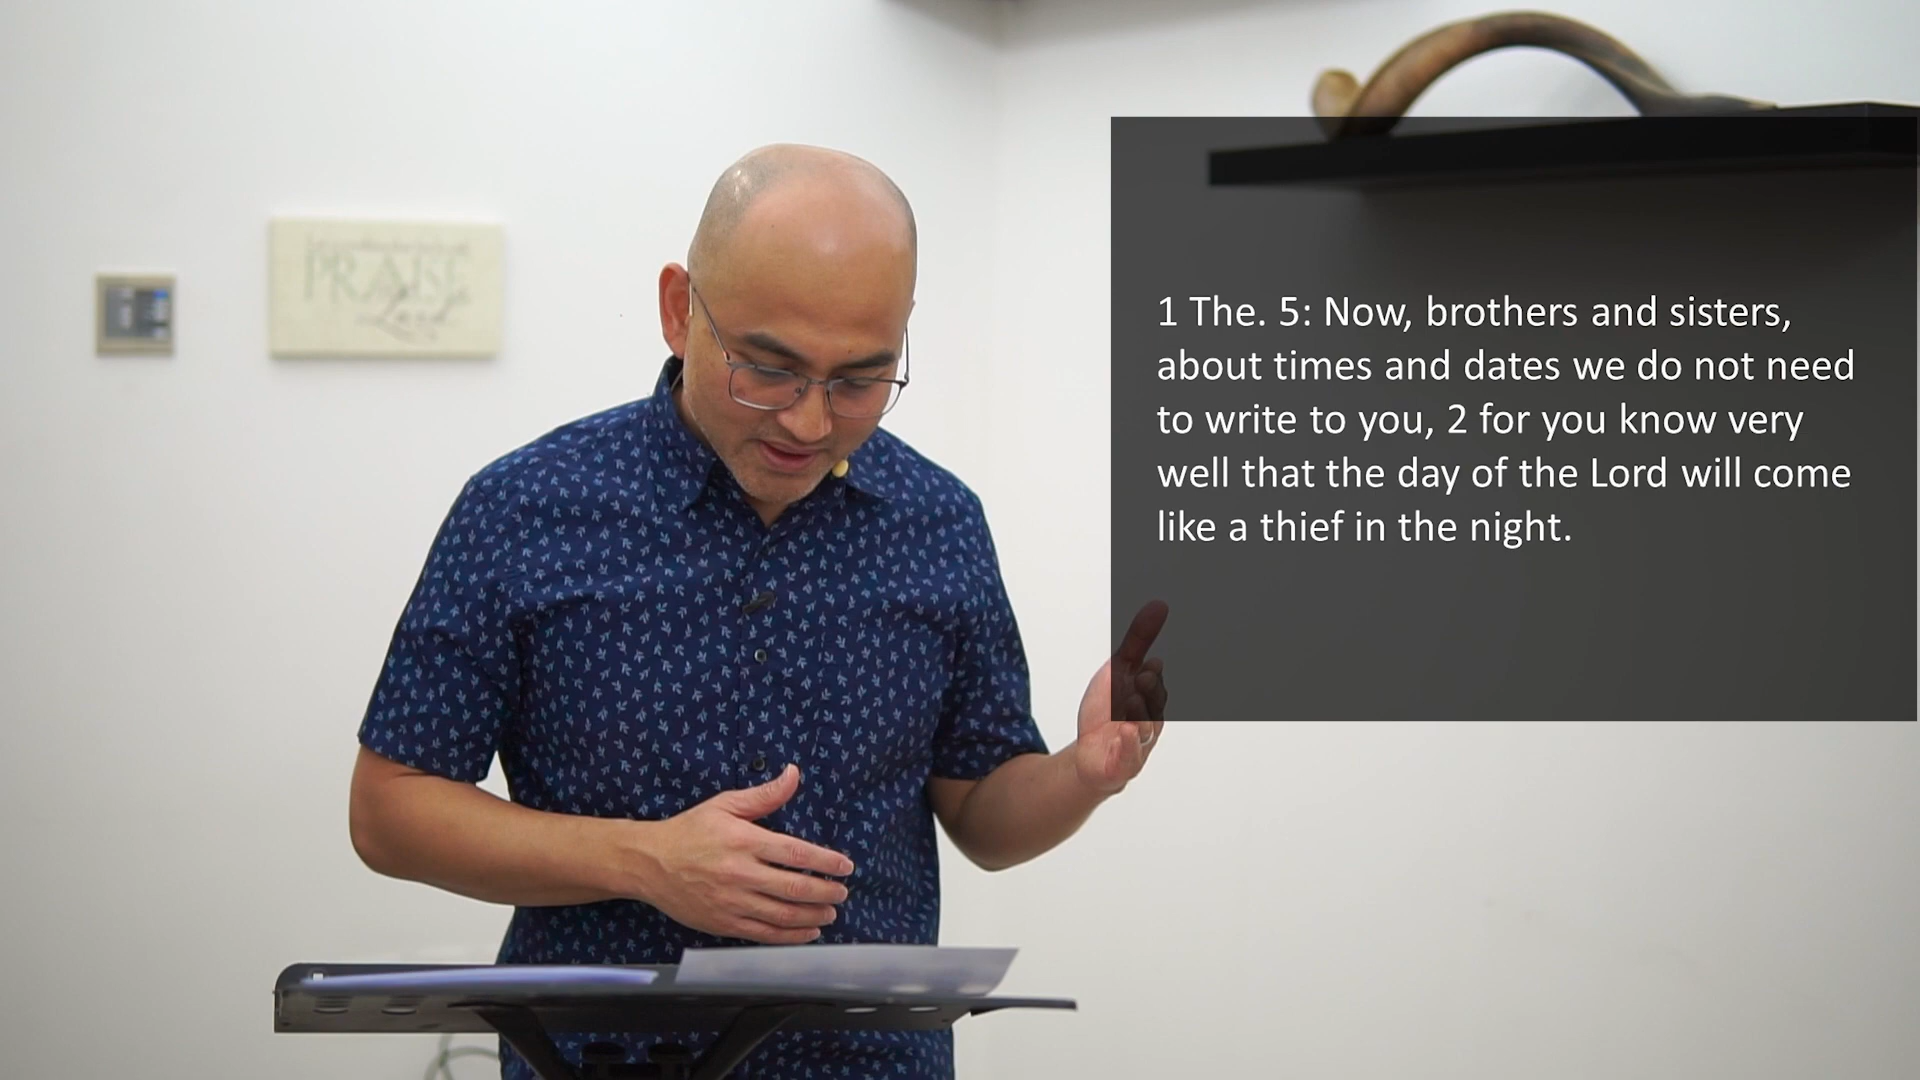 PRAISE
Lord
1 The. 5: Now, brothers and sisters,
about times and dates we do not need
to write to you, 2 for you know very
well that the day of the Lord will come
like a thief in the night.